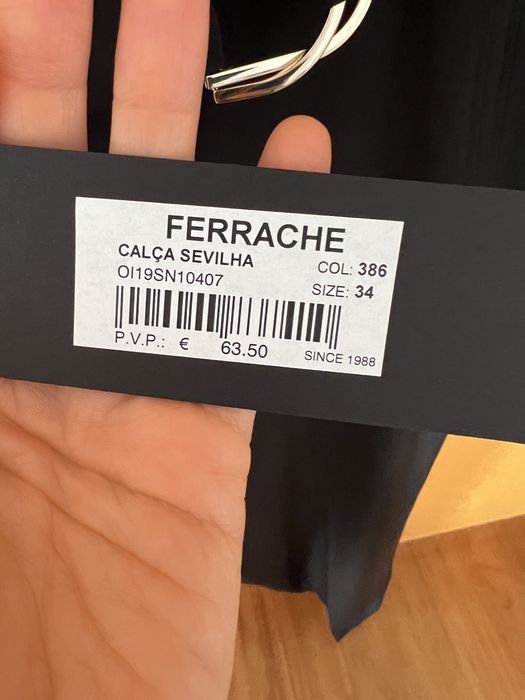 FERRACHE
CALÇA SEVILHA
OI19SN10407
COL: 386
SIZE: 34
P.V.P.: € 63.50
SINCE 1988